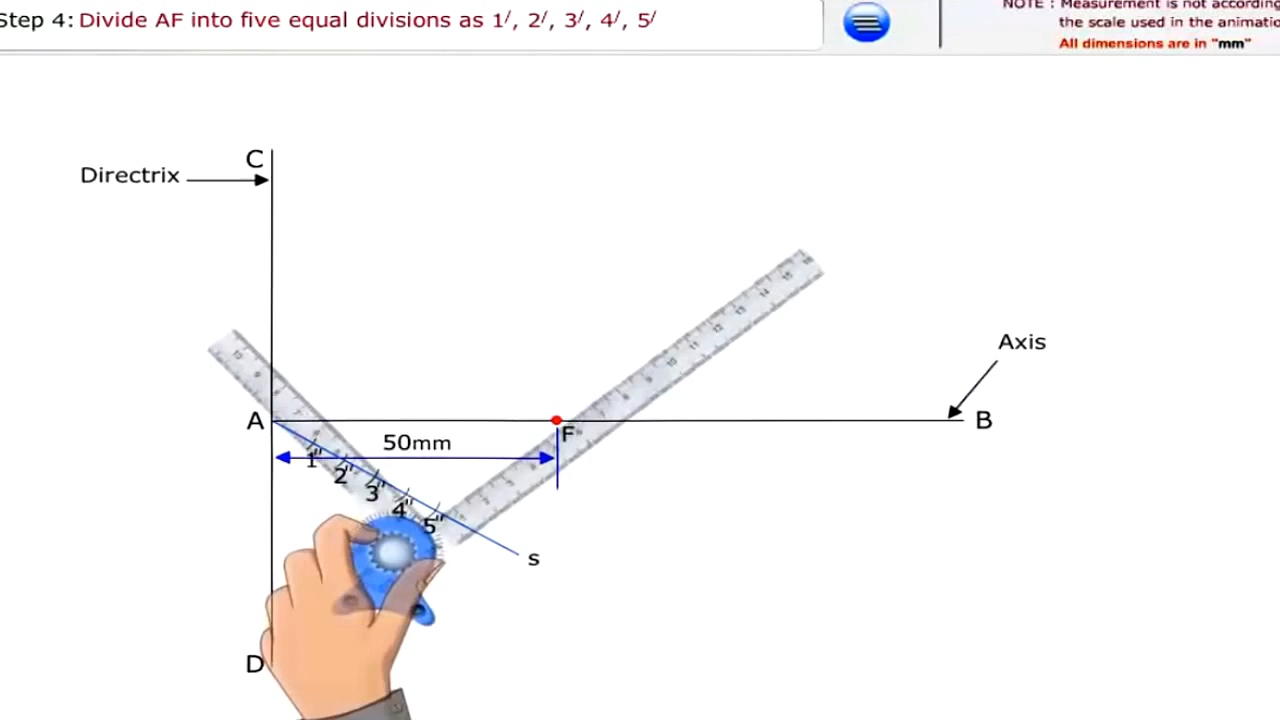 Step 4: Divide AF into five equal divisions as 1/, 2/, 3/, 4/, 5/
NOTE : Measurement is not according
the scale used in the animatio
All dimensions are in "mm"
C
Directrix
Axis
A
F
B
50mm
1"
2"
3"
4"
5"
s
D